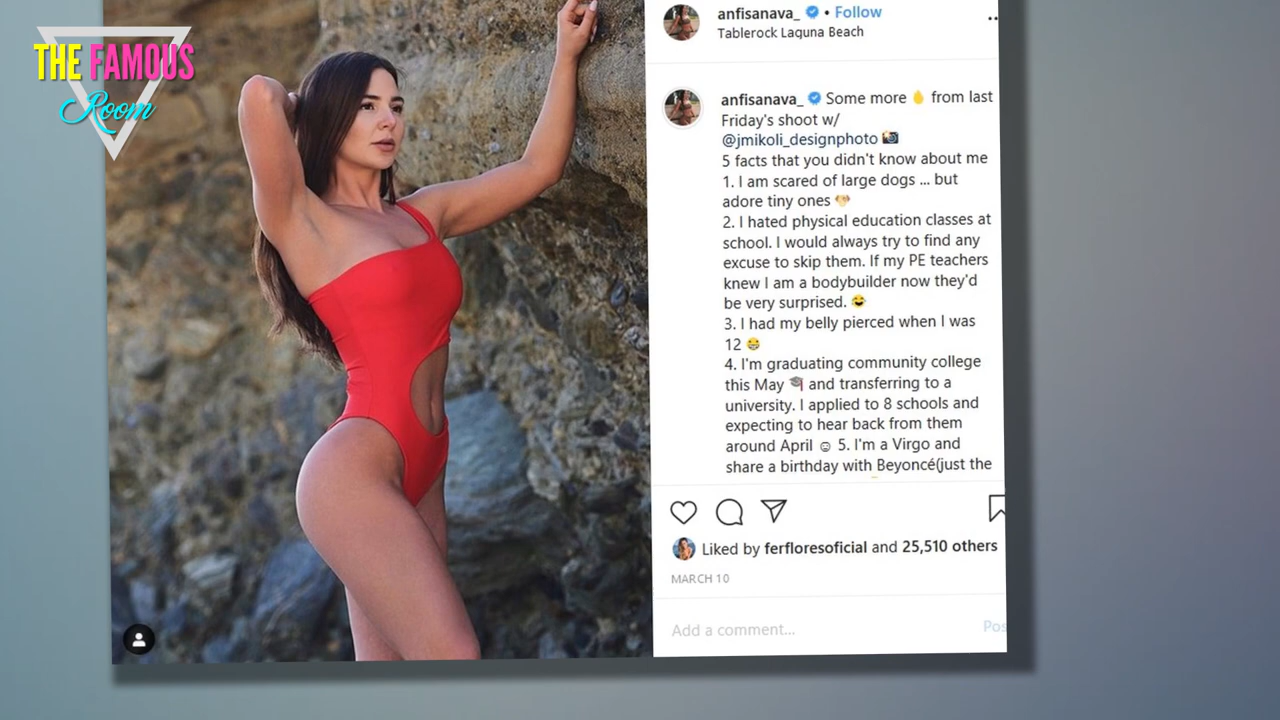 THE FAMOUS
Room
anfisanava_ • Follow
Tablerock Laguna Beach
anfisanava_ Some more 🔥 from last
Friday's shoot w/
@jmikoli_designphoto 📸
5 facts that you didn't know about me
1. I am scared of large dogs ... but
adore tiny ones 🐶
2. I hated physical education classes at
school. I would always try to find any
excuse to skip them. If my PE teachers
knew I am a bodybuilder now they'd
be very surprised. 😂
3. I had my belly pierced when I was
12 😂
4. I'm graduating community college
this May 🎓 and transferring to a
university. I applied to 8 schools and
expecting to hear back from them
around April ☺ 5. I'm a Virgo and
share a birthday with Beyoncé(just the
Liked by ferfloresoficial and 25,510 others
MARCH 10
Add a comment...
Pos